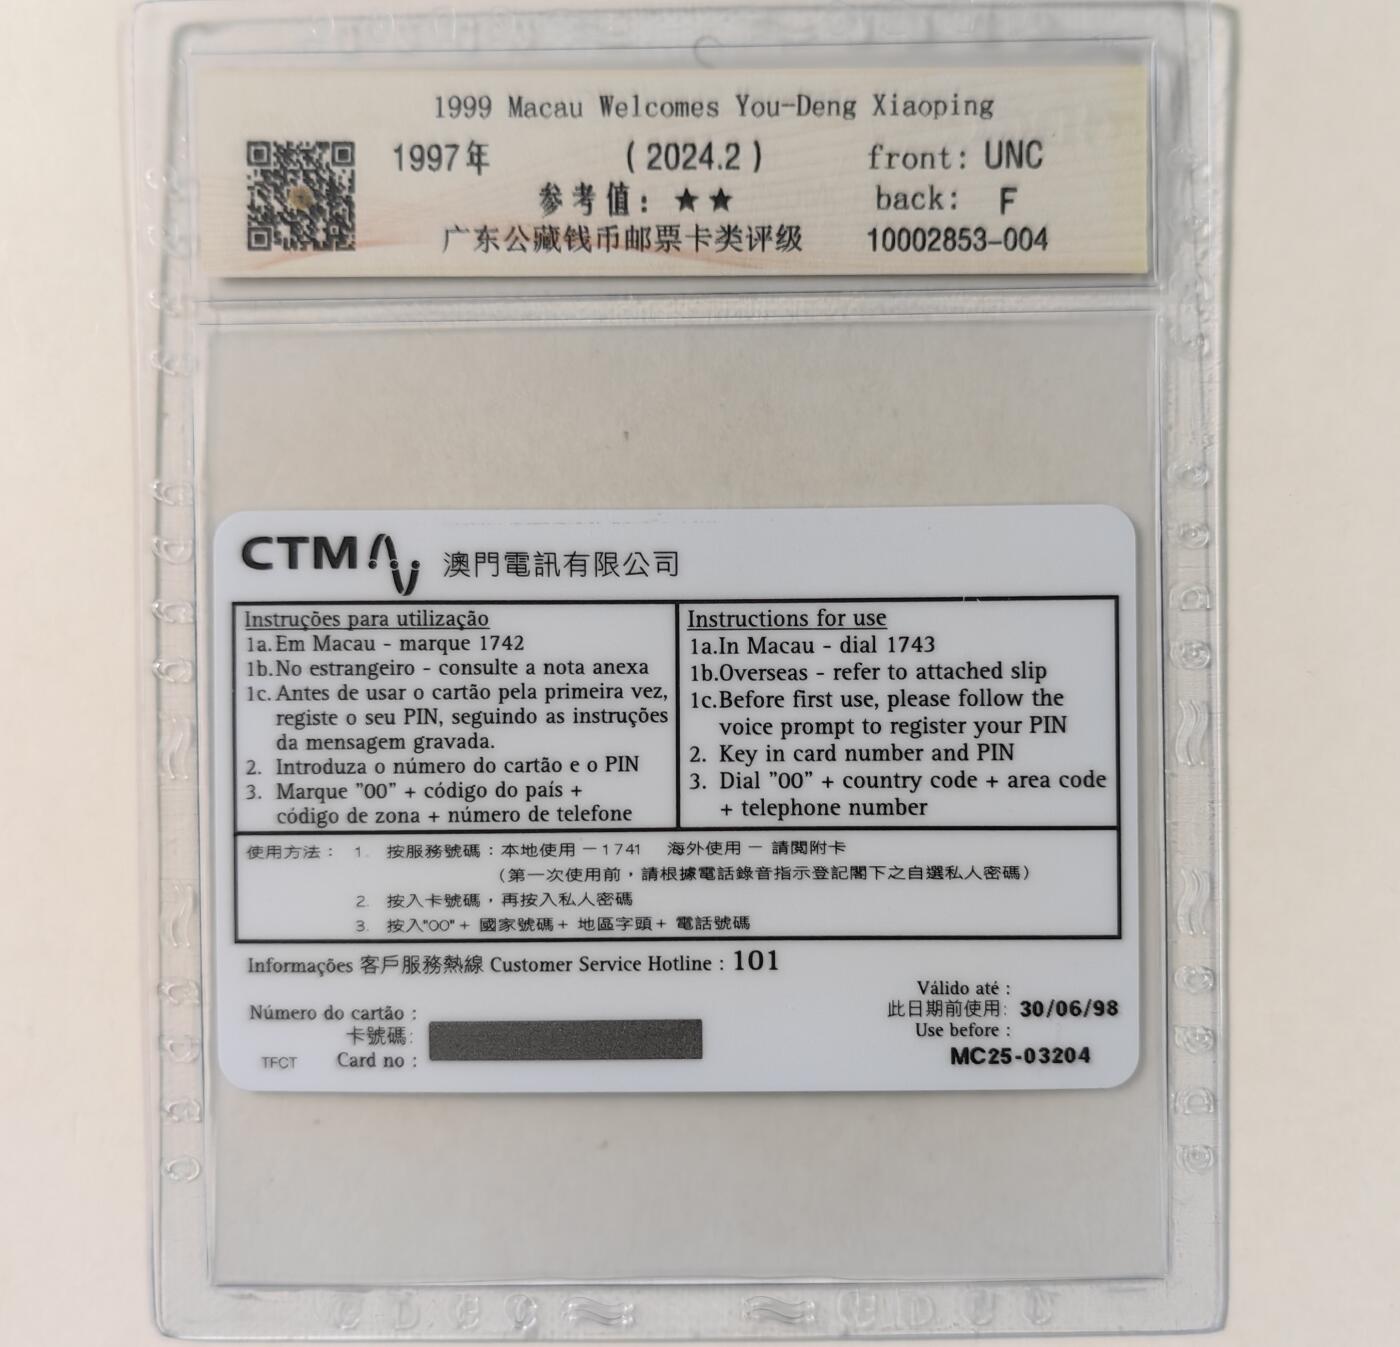 1999 Macau Welcomes You-Deng Xiaoping
1997年 (2024.2) front: UNC
参考值: ★★ back: F
广东公藏钱币邮票卡类评级 10002853-004
CTM 澳門電訊有限公司
Instruções para utilização
1a.Em Macau - marque 1742
1b.No estrangeiro - consulte a nota anexa
1c.Antes de usar o cartão pela primeira vez,
registe o seu PIN, seguindo as instruções
da mensagem gravada.
2. Introduza o número do cartão e o PIN
3. Marque "00" + código do país +
código de zona + número de telefone
Instructions for use
1a.In Macau - dial 1743
1b.Overseas - refer to attached slip
1c.Before first use, please follow the
voice prompt to register your PIN
2. Key in card number and PIN
3. Dial "00" + country code + area code
+ telephone number
使用方法： 1. 按服務號碼：本地使用 － 1741 海外使用 － 請閱附卡
（第一次使用前，請根據電話錄音指示登記閣下之自選私人密碼）
2. 按入卡號碼，再按入私人密碼
3. 按入"00" + 國家號碼 + 地區字頭 + 電話號碼
Informações 客戶服務熱線 Customer Service Hotline : 101
Número do cartão :
卡號碼:
TFCT Card no :
Válido até :
此日期前使用: 30/06/98
Use before :
MC25-03204